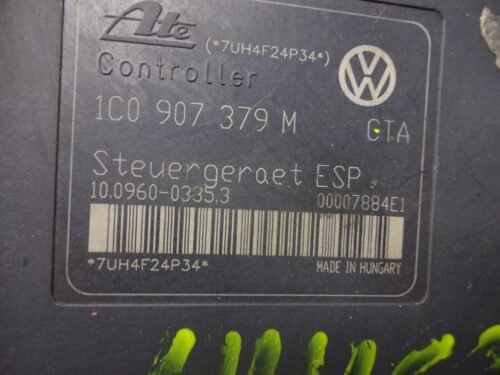 Ate (*7UH4F24P34*)
Controller
1C0 907 379 M GTA
Steuergeraet ESP
10.0960-0335.3 00007884E1
*7UH4F24P34* MADE IN HUNGARY